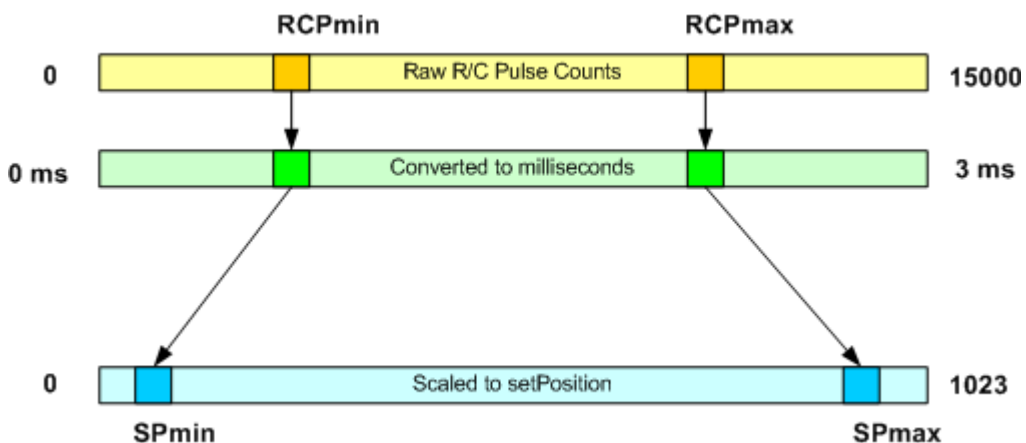 RCPmin RCPmax
0 Raw R/C Pulse Counts 15000
0 ms Converted to milliseconds 3 ms
0 Scaled to setPosition 1023
SPmin SPmax